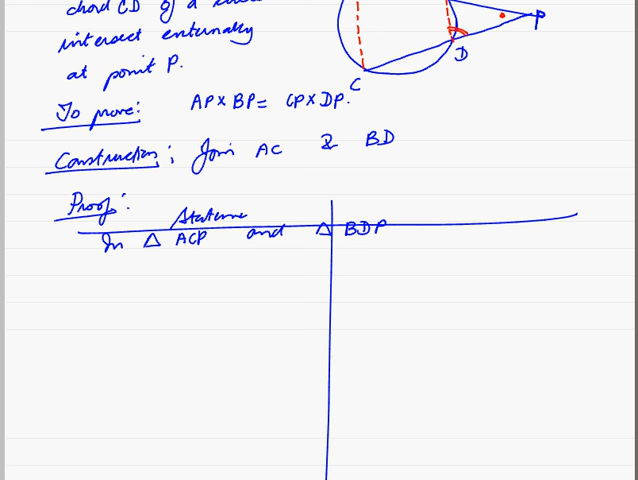 chord CD of a
intersect externally
at point P.
P
D
C
To prove: AP×BP= CP×DP.
Construction; Join AC & BD
Proof:
Stateme
In △ ACP and △ BDP